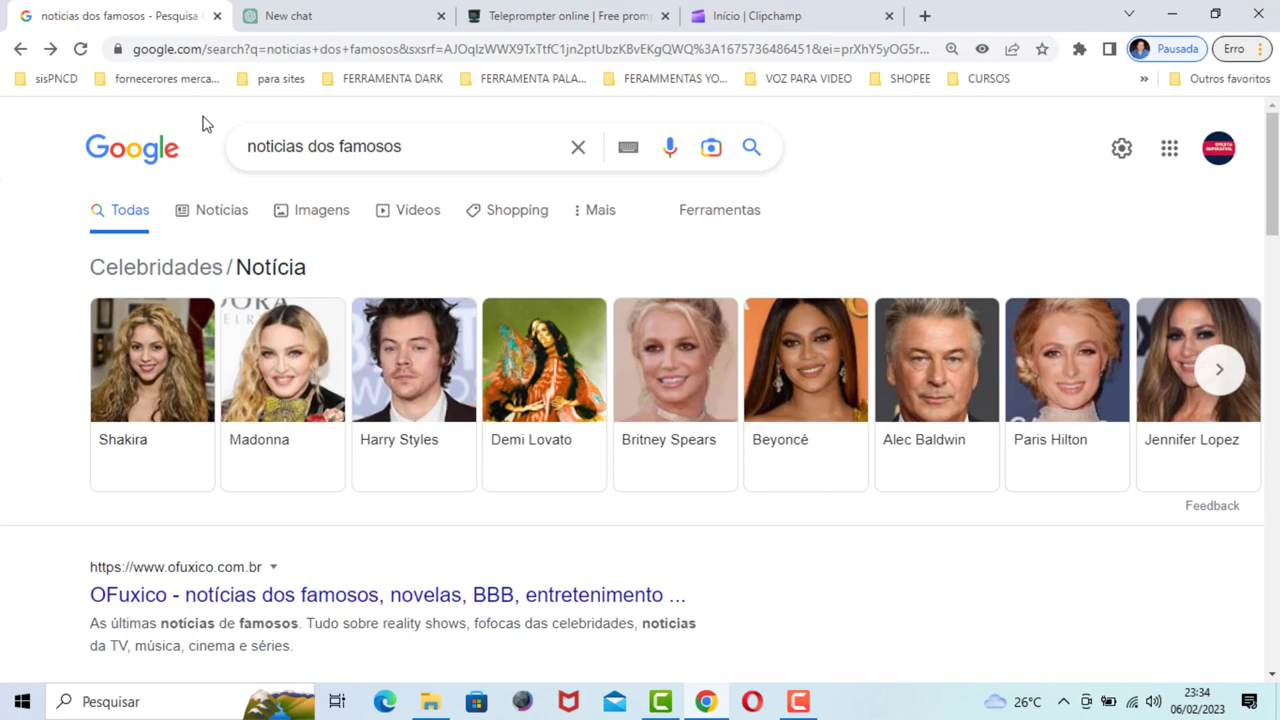 noticias dos famosos - Pesquisa
New chat
Teleprompter online | Free promp
Início | Clipchamp
google.com/search?q=noticias+dos+famosos&sxsrf=AJOqlzWWX9TxTtfC1jn2ptUbzKBvEKgQWQ%3A1675736486451&ei=prXhY5yOG5r...
Pausada
Erro
sisPNCD
fornecerores merca...
para sites
FERRAMENTA DARK
FERRAMENTA PALA...
FERAMMENTAS YO...
VOZ PARA VIDEO
SHOPEE
CURSOS
»
Outros favoritos
Google
noticias dos famosos
Todas
Notícias
Imagens
Vídeos
Shopping
Mais
Ferramentas
Celebridades / Notícia
Shakira
Madonna
Harry Styles
Demi Lovato
Britney Spears
Beyoncé
Alec Baldwin
Paris Hilton
Jennifer Lopez
Feedback
https://www.ofuxico.com.br
OFuxico - notícias dos famosos, novelas, BBB, entretenimento ...
As últimas notícias de famosos. Tudo sobre reality shows, fofocas das celebridades, notícias
da TV, música, cinema e séries.
Pesquisar
26°C
23:34
06/02/2023